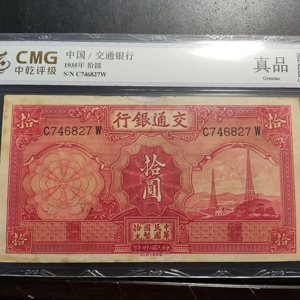 CMG
中乾评级
中国 / 交通银行
1935年 拾圆
S/N C746827W
真品
Genuine
拾 行銀通交 拾
C746827 W C746827 W
拾圓
拾 拾